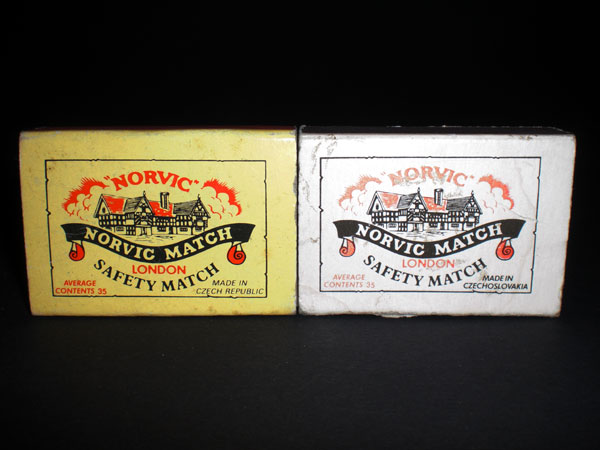 "NORVIC"
NORVIC MATCH
LONDON
SAFETY MATCH
AVERAGE
CONTENTS 35
MADE IN
CZECH REPUBLIC
"NORVIC"
NORVIC MATCH
LONDON
SAFETY MATCH
AVERAGE
CONTENTS 35
MADE IN
CZECHOSLOVAKIA